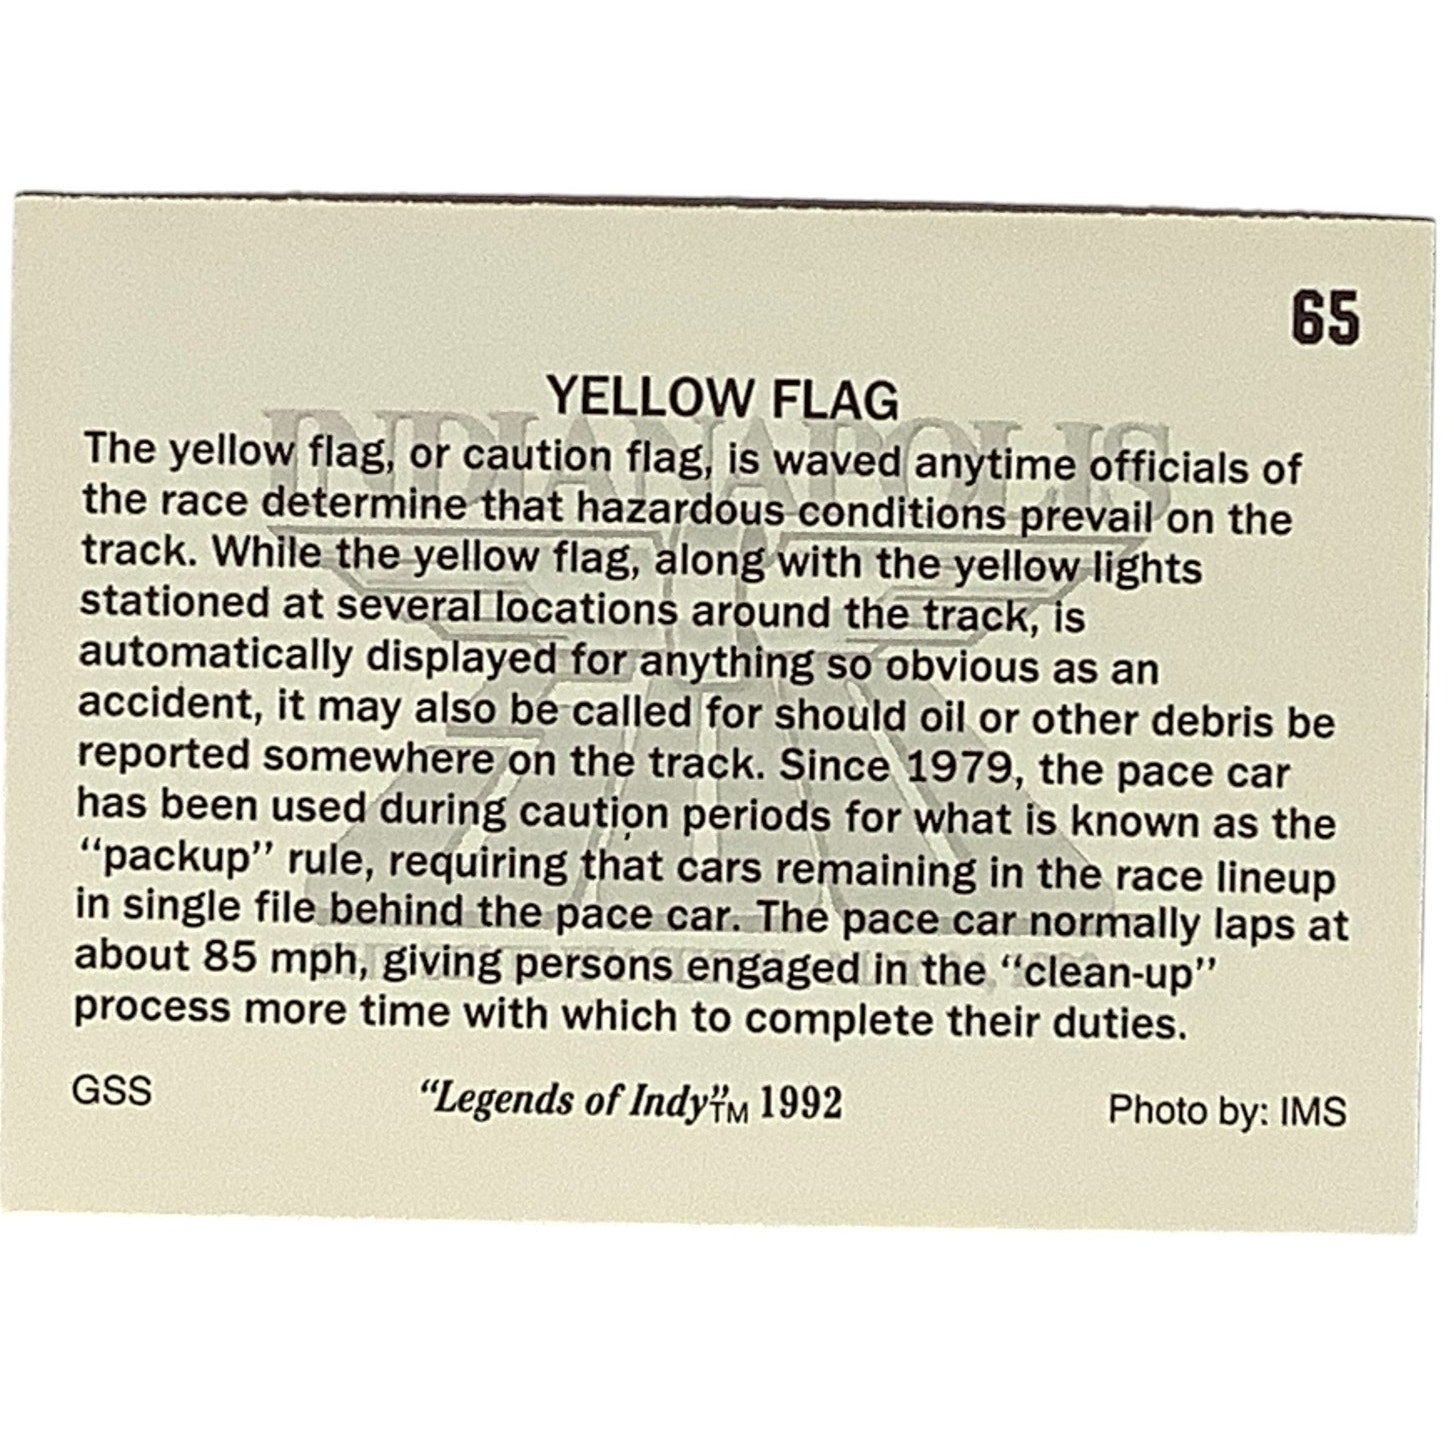 65
YELLOW FLAG
INDIANAPOLIS
The yellow flag, or caution flag, is waved anytime officials of
the race determine that hazardous conditions prevail on the
track. While the yellow flag, along with the yellow lights
stationed at several locations around the track, is
automatically displayed for anything so obvious as an
accident, it may also be called for should oil or other debris be
reported somewhere on the track. Since 1979, the pace car
has been used during caution periods for what is known as the
“packup” rule, requiring that cars remaining in the race lineup
in single file behind the pace car. The pace car normally laps at
about 85 mph, giving persons engaged in the “clean-up”
process more time with which to complete their duties.
GSS “Legends of Indy”TM 1992 Photo by: IMS